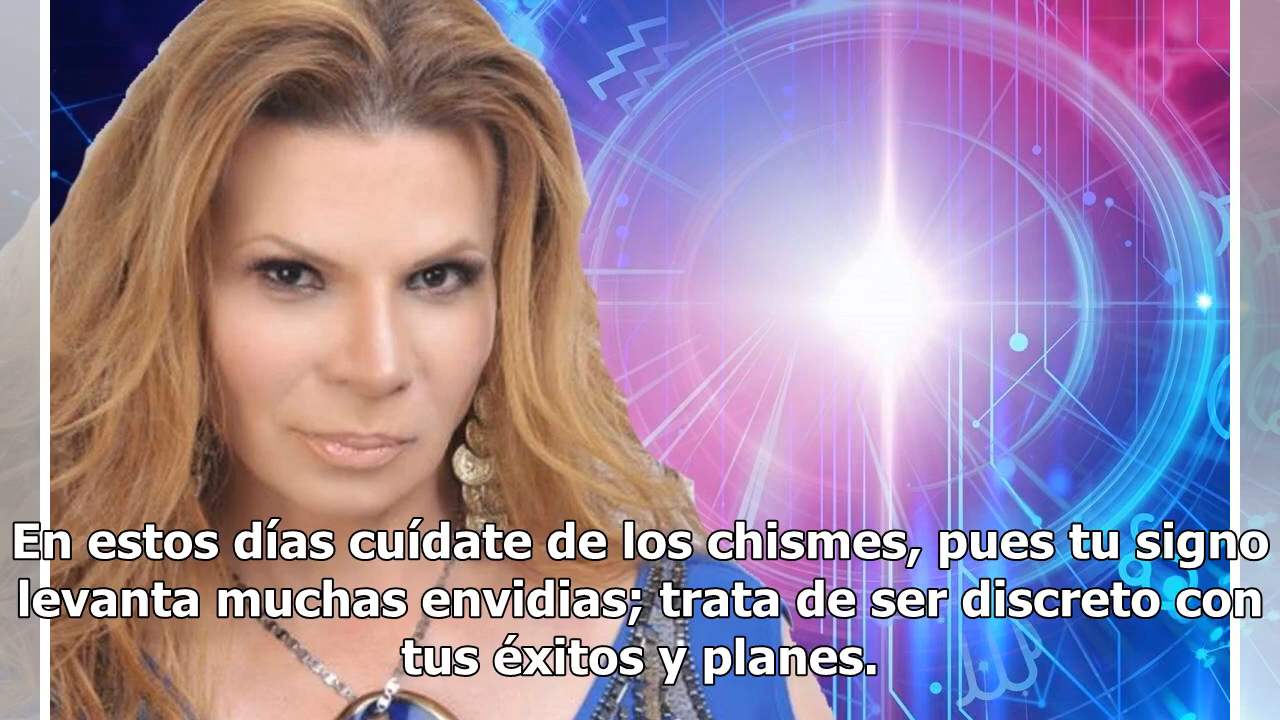 En estos días cuídate de los chismes, pues tu signo
levanta muchas envidias; trata de ser discreto con
tus éxitos y planes.